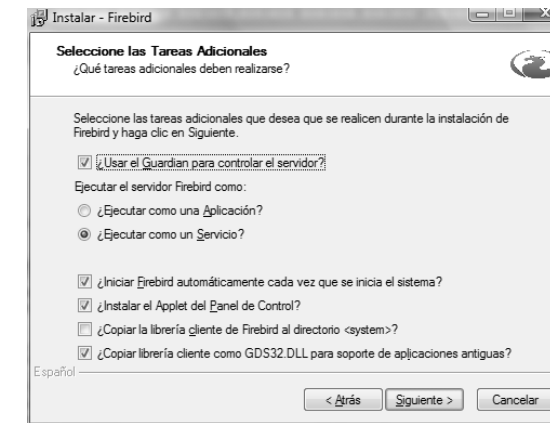 Instalar - Firebird
Seleccione las Tareas Adicionales
¿Qué tareas adicionales deben realizarse?
Seleccione las tareas adicionales que desea que se realicen durante la instalación de
Firebird y haga clic en Siguiente.
¿Usar el Guardian para controlar el servidor?
Ejecutar el servidor Firebird como:
¿Ejecutar como una Aplicación?
¿Ejecutar como un Servicio?
¿Iniciar Firebird automáticamente cada vez que se inicia el sistema?
¿Instalar el Applet del Panel de Control?
¿Copiar la librería cliente de Firebird al directorio <system>?
¿Copiar librería cliente como GDS32.DLL para soporte de aplicaciones antiguas?
Español
< Atrás Siguiente > Cancelar